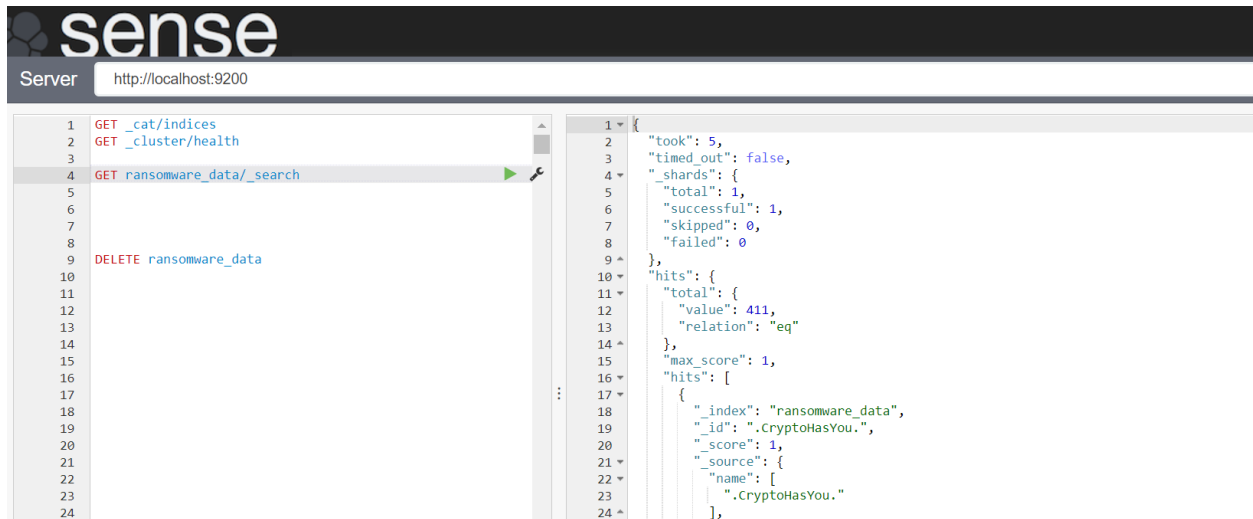 sense
Server http://localhost:9200
1 GET _cat/indices
2 GET _cluster/health
3
4 GET ransomware_data/_search
5
6
7
8
9 DELETE ransomware_data
10
11
12
13
14
15
16
17
18
19
20
21
22
23
24
1 {
2 "took": 5,
3 "timed_out": false,
4 "_shards": {
5 "total": 1,
6 "successful": 1,
7 "skipped": 0,
8 "failed": 0
9 },
10 "hits": {
11 "total": {
12 "value": 411,
13 "relation": "eq"
14 },
15 "max_score": 1,
16 "hits": [
17 {
18 "_index": "ransomware_data",
19 "_id": ".CryptoHasYou.",
20 "_score": 1,
21 "_source": {
22 "name": [
23 ".CryptoHasYou."
24 ],